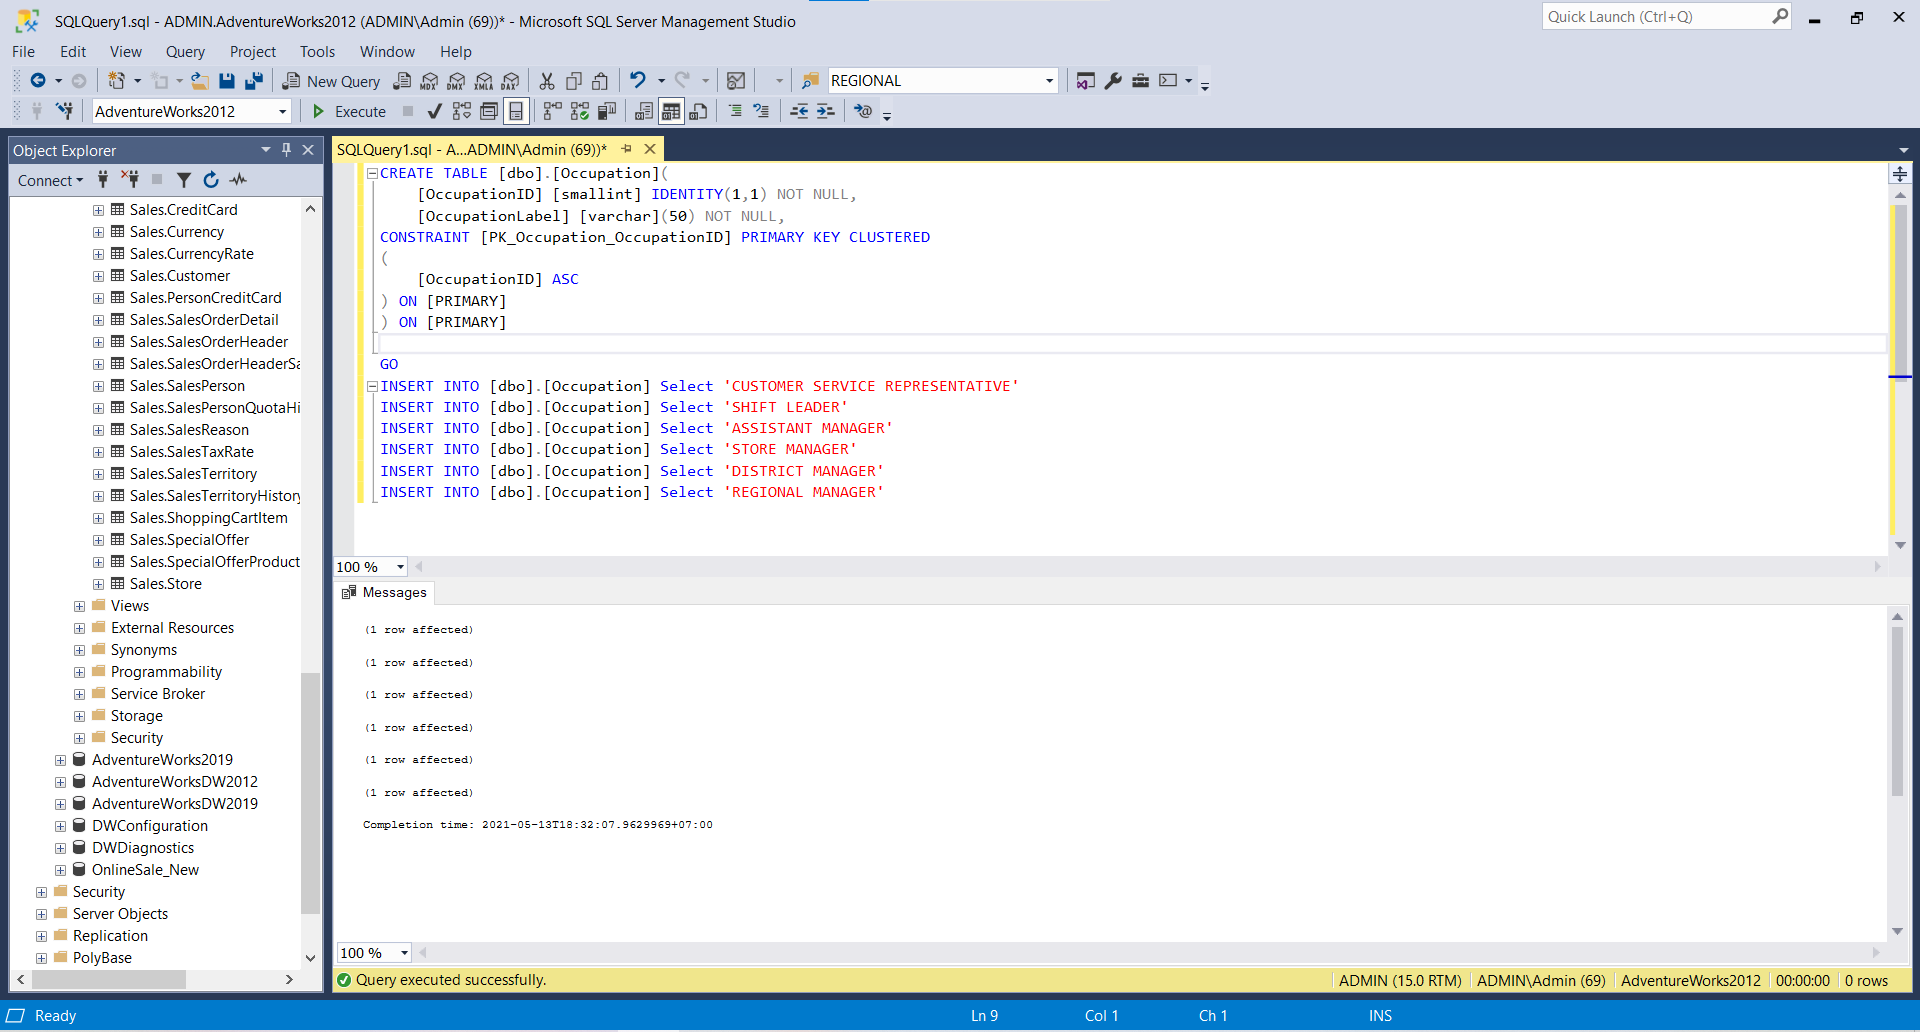 SQLQuery1.sql - ADMIN.AdventureWorks2012 (ADMIN\Admin (69))* - Microsoft SQL Server Management Studio
Quick Launch (Ctrl+Q)
File Edit View Query Project Tools Window Help
New Query MDX DMX XMLA DAX REGIONAL
AdventureWorks2012 Execute
Object Explorer
Connect
Sales.CreditCard
Sales.Currency
Sales.CurrencyRate
Sales.Customer
Sales.PersonCreditCard
Sales.SalesOrderDetail
Sales.SalesOrderHeader
Sales.SalesOrderHeaderSa
Sales.SalesPerson
Sales.SalesPersonQuotaHi
Sales.SalesReason
Sales.SalesTaxRate
Sales.SalesTerritory
Sales.SalesTerritoryHistory
Sales.ShoppingCartItem
Sales.SpecialOffer
Sales.SpecialOfferProduct
Sales.Store
Views
External Resources
Synonyms
Programmability
Service Broker
Storage
Security
AdventureWorks2019
AdventureWorksDW2012
AdventureWorksDW2019
DWConfiguration
DWDiagnostics
OnlineSale_New
Security
Server Objects
Replication
PolyBase
SQLQuery1.sql - A...ADMIN\Admin (69))*
CREATE TABLE [dbo].[Occupation](
[OccupationID] [smallint] IDENTITY(1,1) NOT NULL,
[OccupationLabel] [varchar](50) NOT NULL,
CONSTRAINT [PK_Occupation_OccupationID] PRIMARY KEY CLUSTERED
(
[OccupationID] ASC
) ON [PRIMARY]
) ON [PRIMARY]
GO
INSERT INTO [dbo].[Occupation] Select 'CUSTOMER SERVICE REPRESENTATIVE'
INSERT INTO [dbo].[Occupation] Select 'SHIFT LEADER'
INSERT INTO [dbo].[Occupation] Select 'ASSISTANT MANAGER'
INSERT INTO [dbo].[Occupation] Select 'STORE MANAGER'
INSERT INTO [dbo].[Occupation] Select 'DISTRICT MANAGER'
INSERT INTO [dbo].[Occupation] Select 'REGIONAL MANAGER'
100 %
Messages
(1 row affected)
(1 row affected)
(1 row affected)
(1 row affected)
(1 row affected)
(1 row affected)
Completion time: 2021-05-13T18:32:07.9629969+07:00
100 %
Query executed successfully. ADMIN (15.0 RTM) ADMIN\Admin (69) AdventureWorks2012 00:00:00 0 rows
Ready Ln 9 Col 1 Ch 1 INS